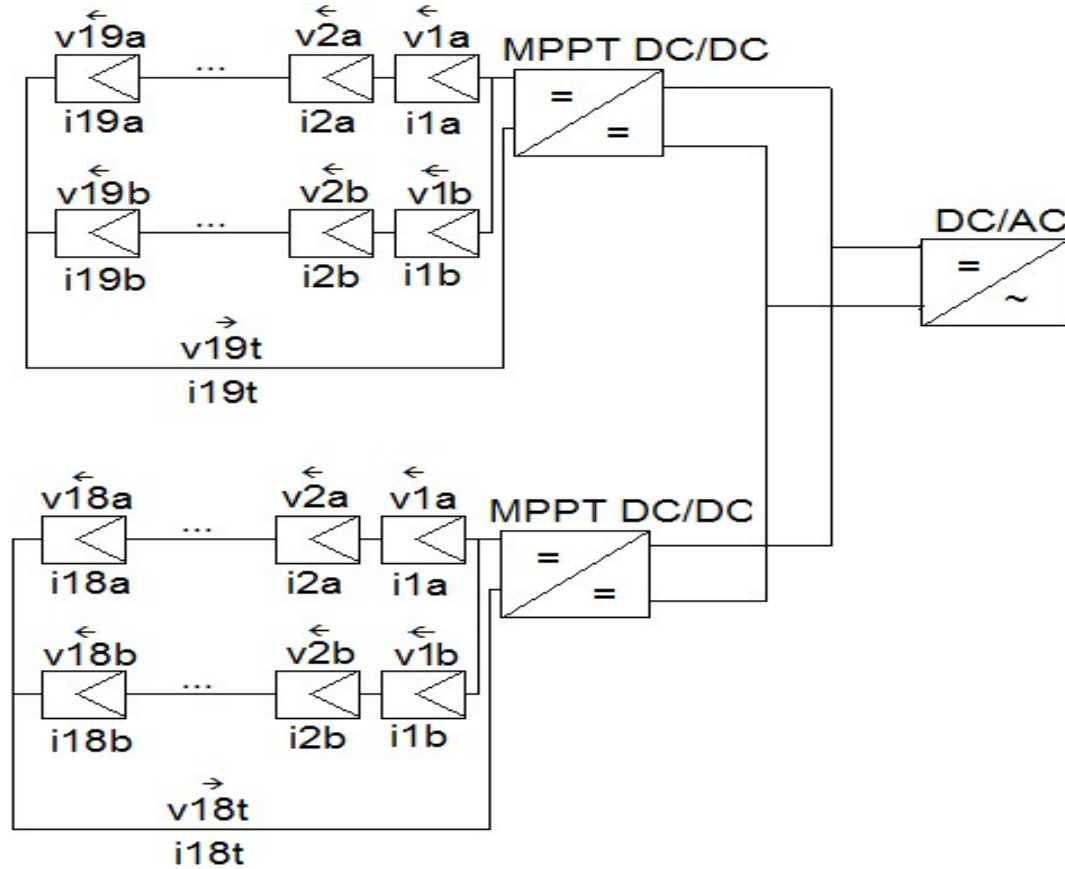 v19a ... v2a v1a MPPT DC/DC
= =
i19a i2a i1a
v19b ... v2b v1b
i19b i2b i1b
DC/AC
= ~
v19t
i19t
v18a ... v2a v1a MPPT DC/DC
= =
i18a i2a i1a
v18b ... v2b v1b
i18b i2b i1b
v18t
i18t